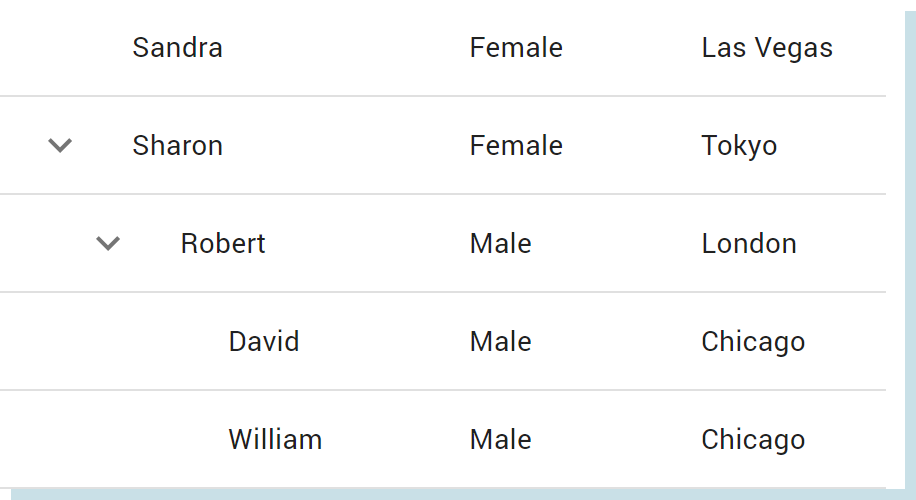 Sandra Female Las Vegas
Sharon Female Tokyo
Robert Male London
David Male Chicago
William Male Chicago